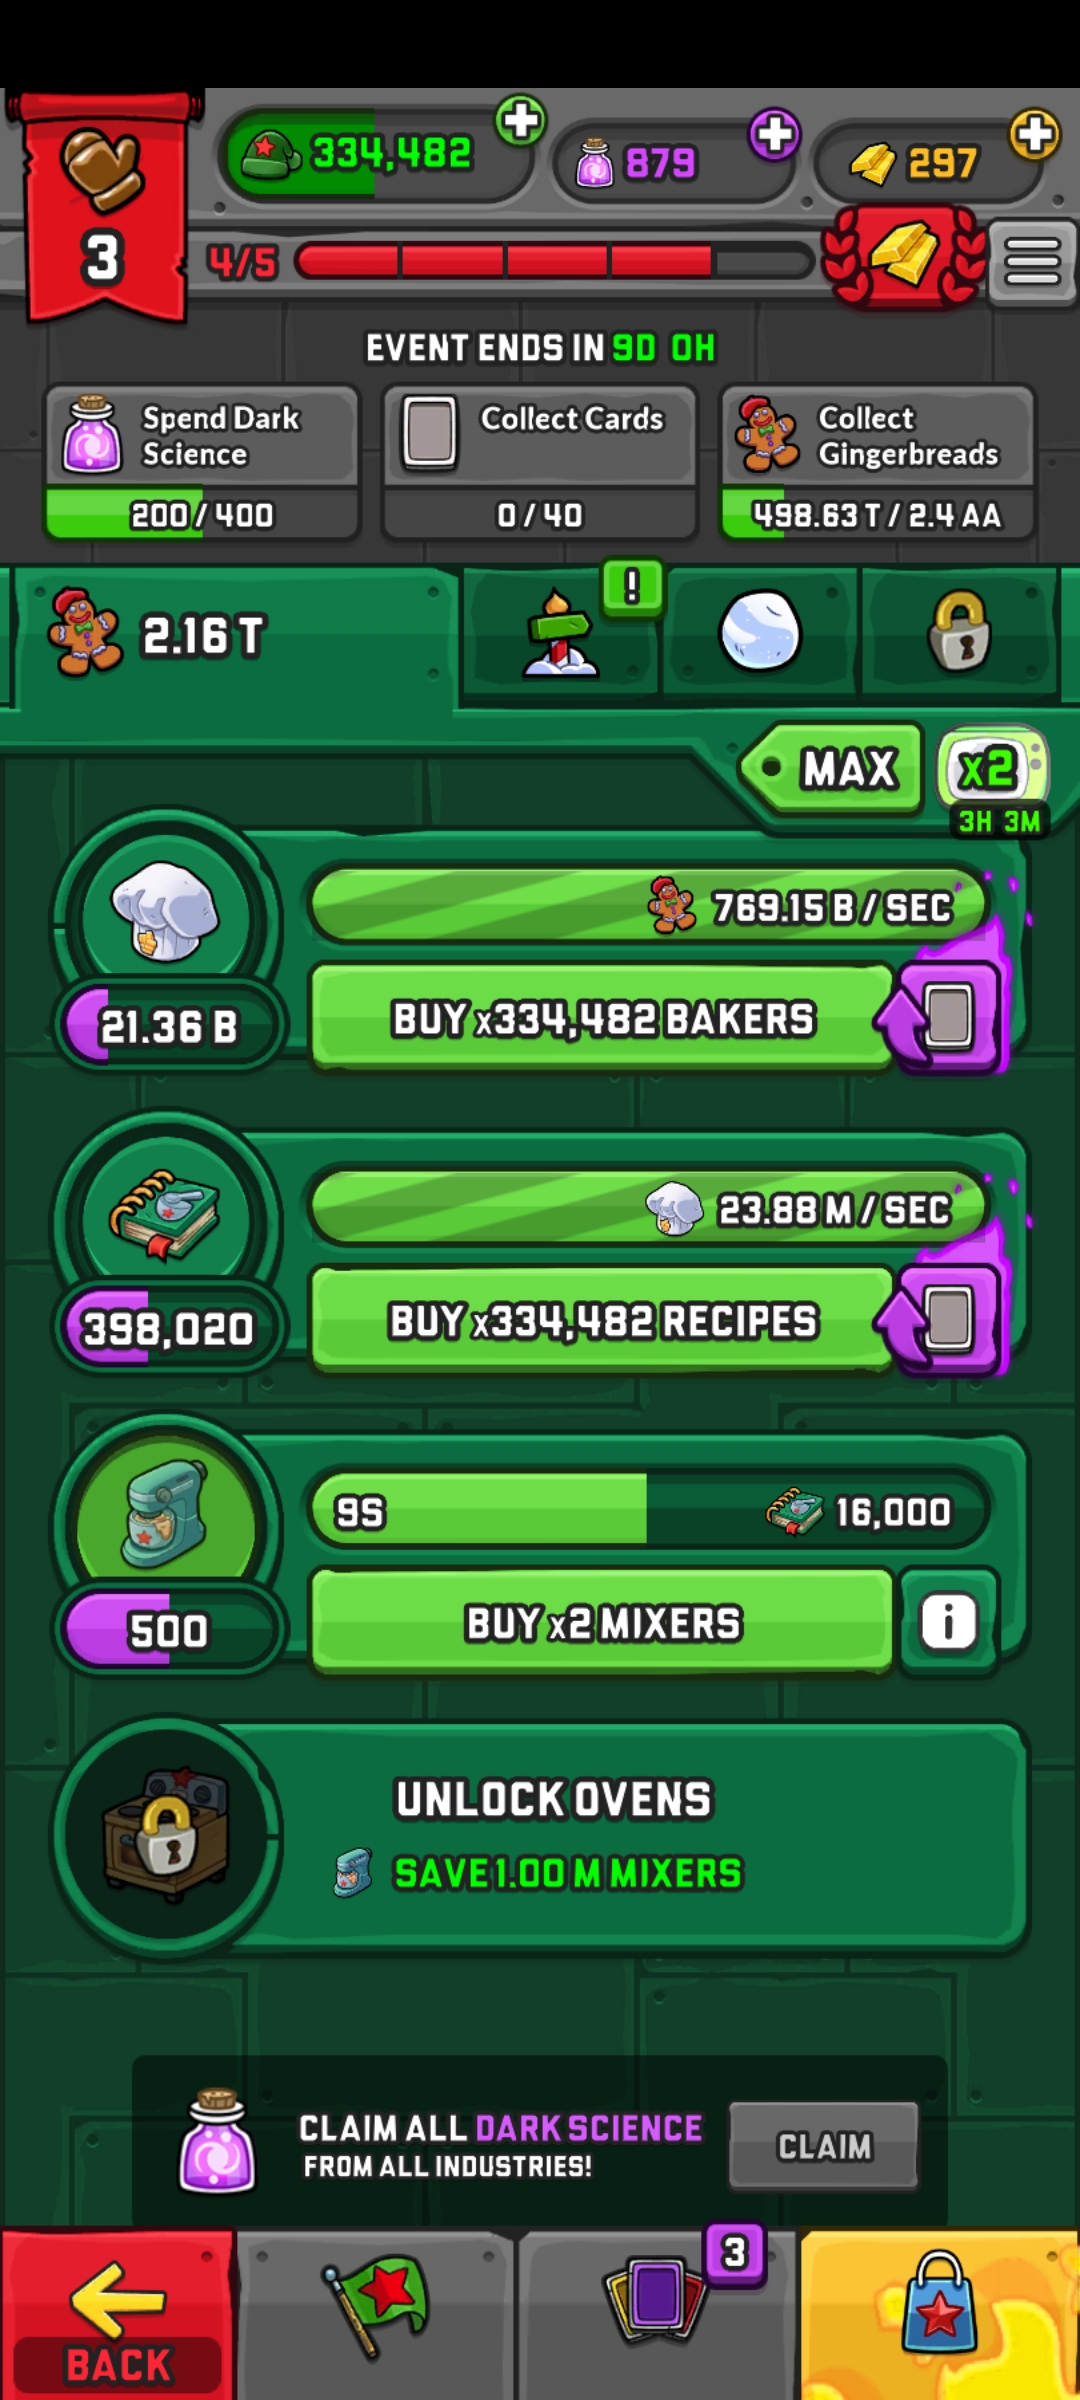 334,482
879
297
3
4/5
EVENT ENDS IN 9D 0H
Spend Dark
Science
200 / 400
Collect Cards
0 / 40
Collect
Gingerbreads
498.63 T / 2.4 AA
2.16 T
!
MAX
x2
3H 3M
769.15 B / SEC
21.36 B
BUY x334,482 BAKERS
23.88 M / SEC
398,020
BUY x334,482 RECIPES
9S
16,000
500
BUY x2 MIXERS
i
UNLOCK OVENS
SAVE 1.00 M MIXERS
CLAIM ALL DARK SCIENCE
FROM ALL INDUSTRIES!
CLAIM
3
BACK